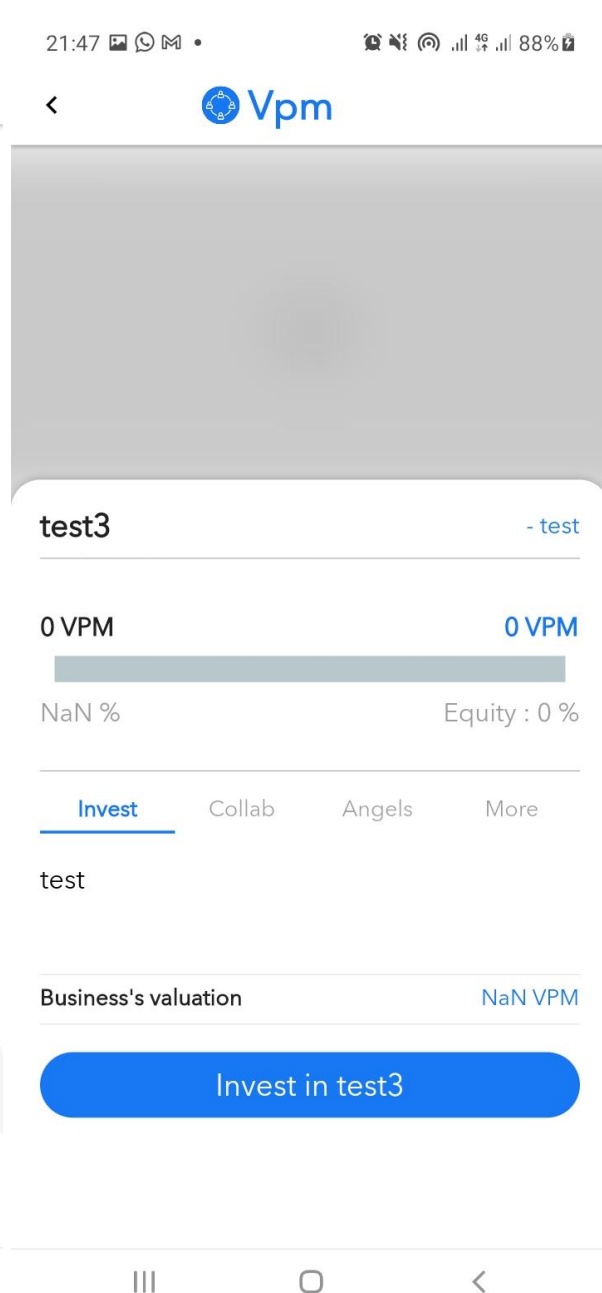 21:47 88%
4G
Vpm
test3 - test
0 VPM 0 VPM
NaN % Equity : 0 %
Invest Collab Angels More
test
Business's valuation NaN VPM
Invest in test3